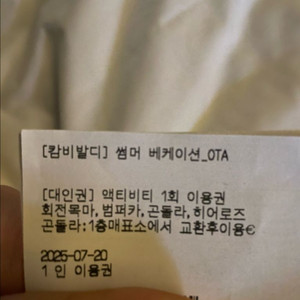 [캄비발디] 썸머 베케이션_OTA
[대인권] 액티비티 1회 이용권
회전목마,범퍼카,곤돌라,히어로즈
곤돌라:1층매표소에서 교환후이용€
2025-07-20
1 인 이용권